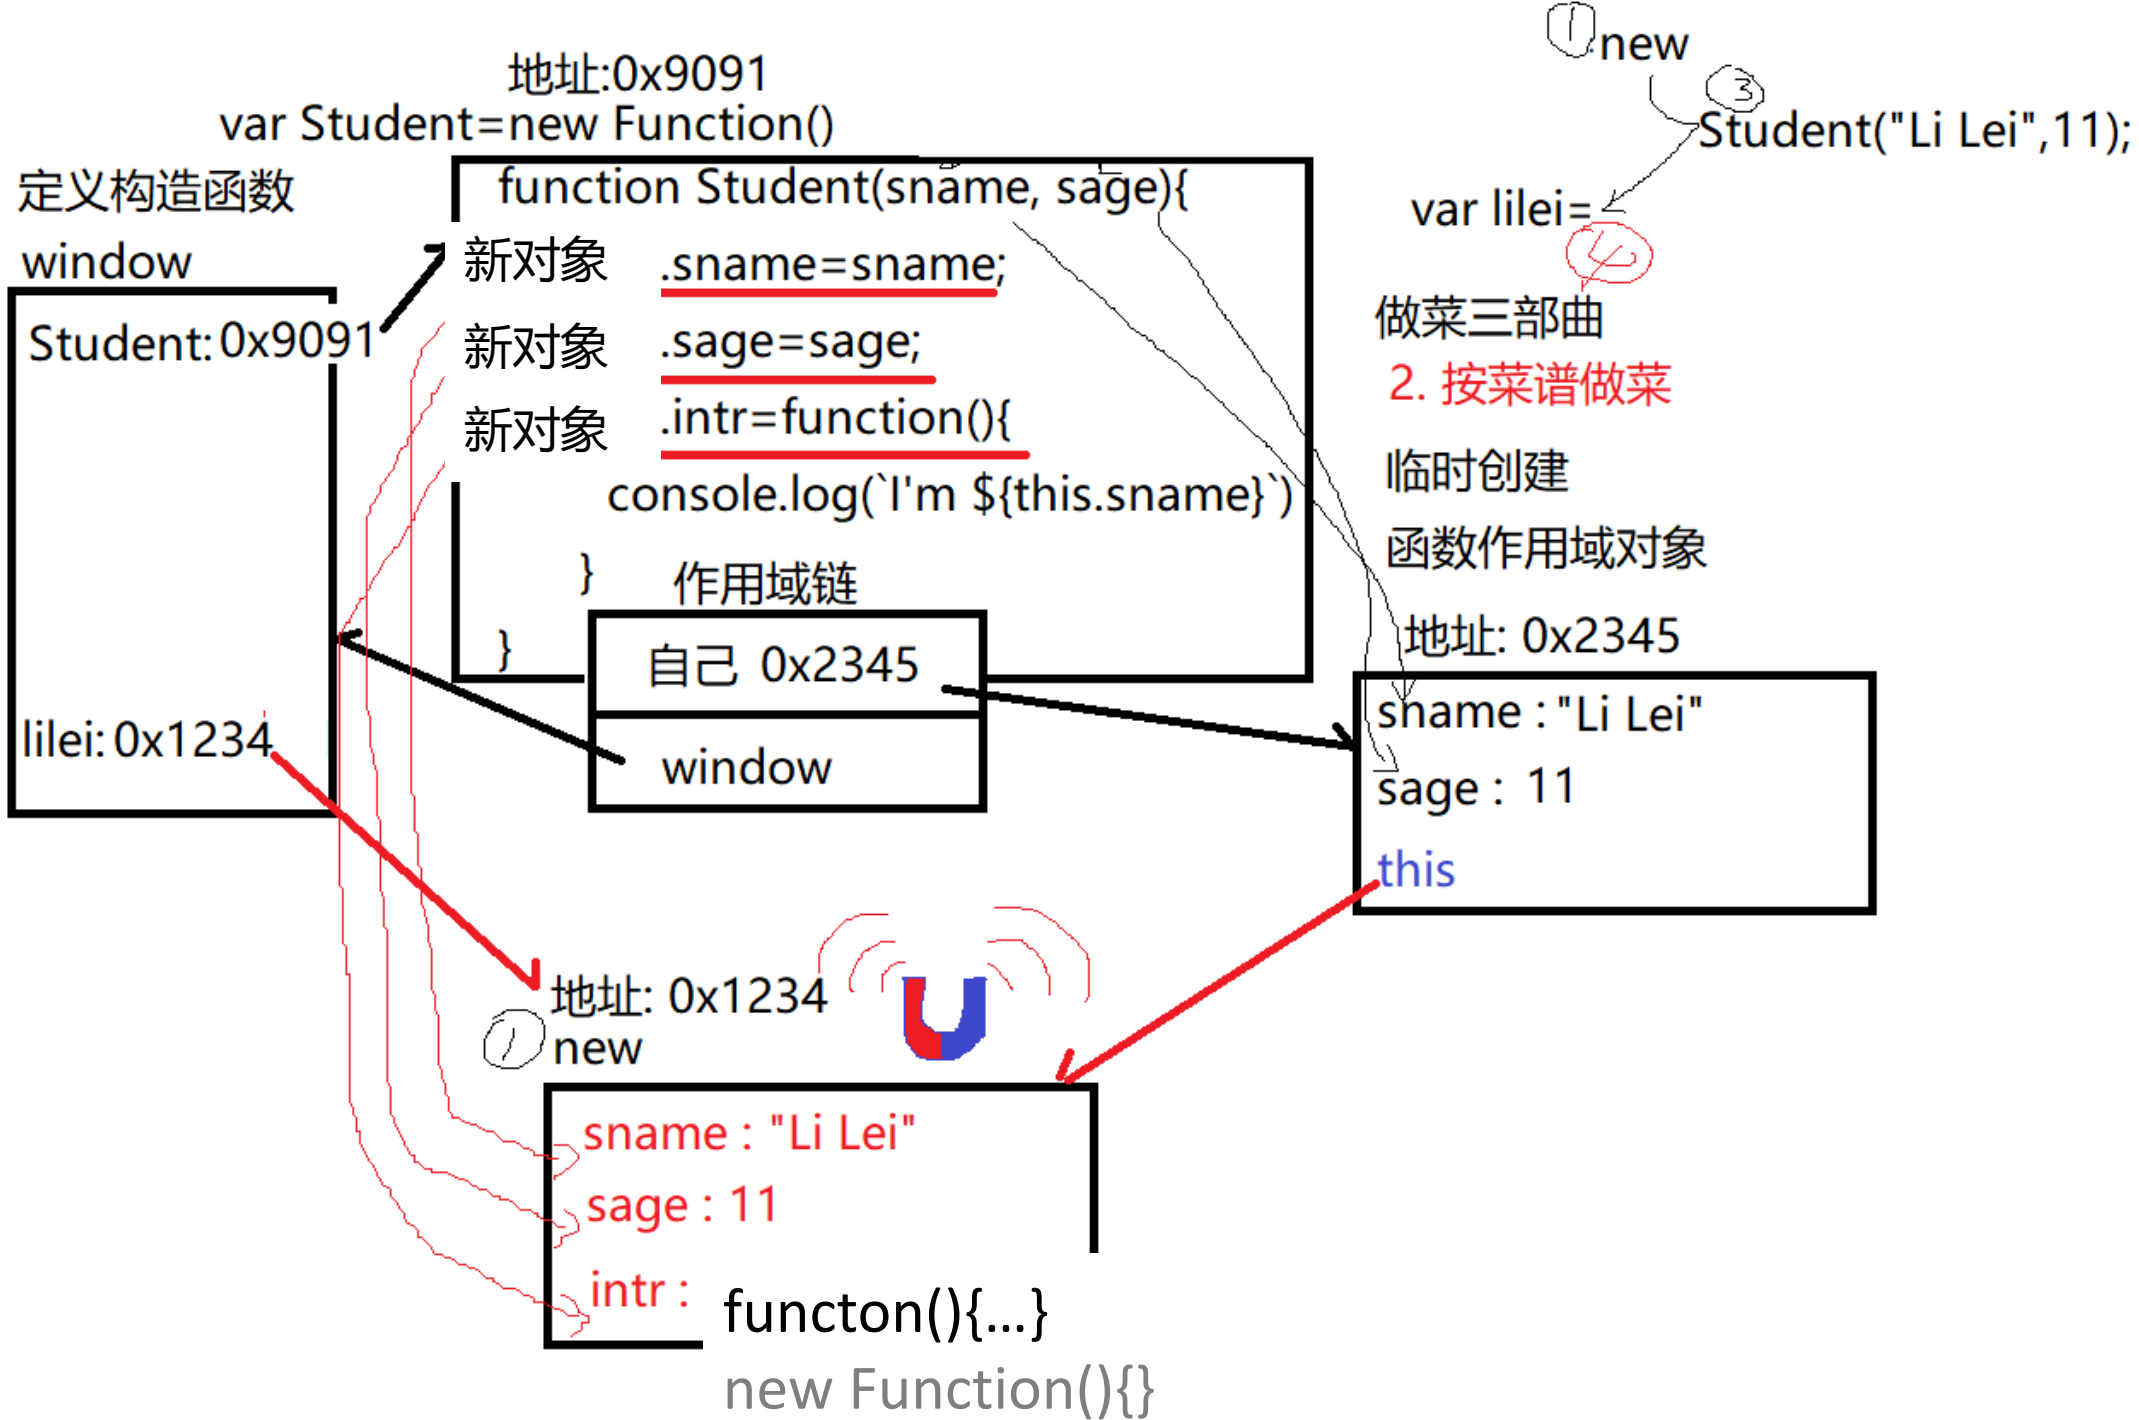 地址:0x9091
var Student=new Function()
定义构造函数
window
Student:0x9091
lilei:0x1234
function Student(sname, sage){
新对象 .sname=sname;
新对象 .sage=sage;
新对象 .intr=function(){
console.log(`I'm ${this.sname}`)
}
}
作用域链
自己 0x2345
window
① new
③
Student("Li Lei",11);
var lilei=
④
做菜三部曲
2. 按菜谱做菜
临时创建
函数作用域对象
地址: 0x2345
sname : "Li Lei"
sage : 11
this
地址: 0x1234
① new
sname : "Li Lei"
sage : 11
intr :
functon(){...}
new Function(){}